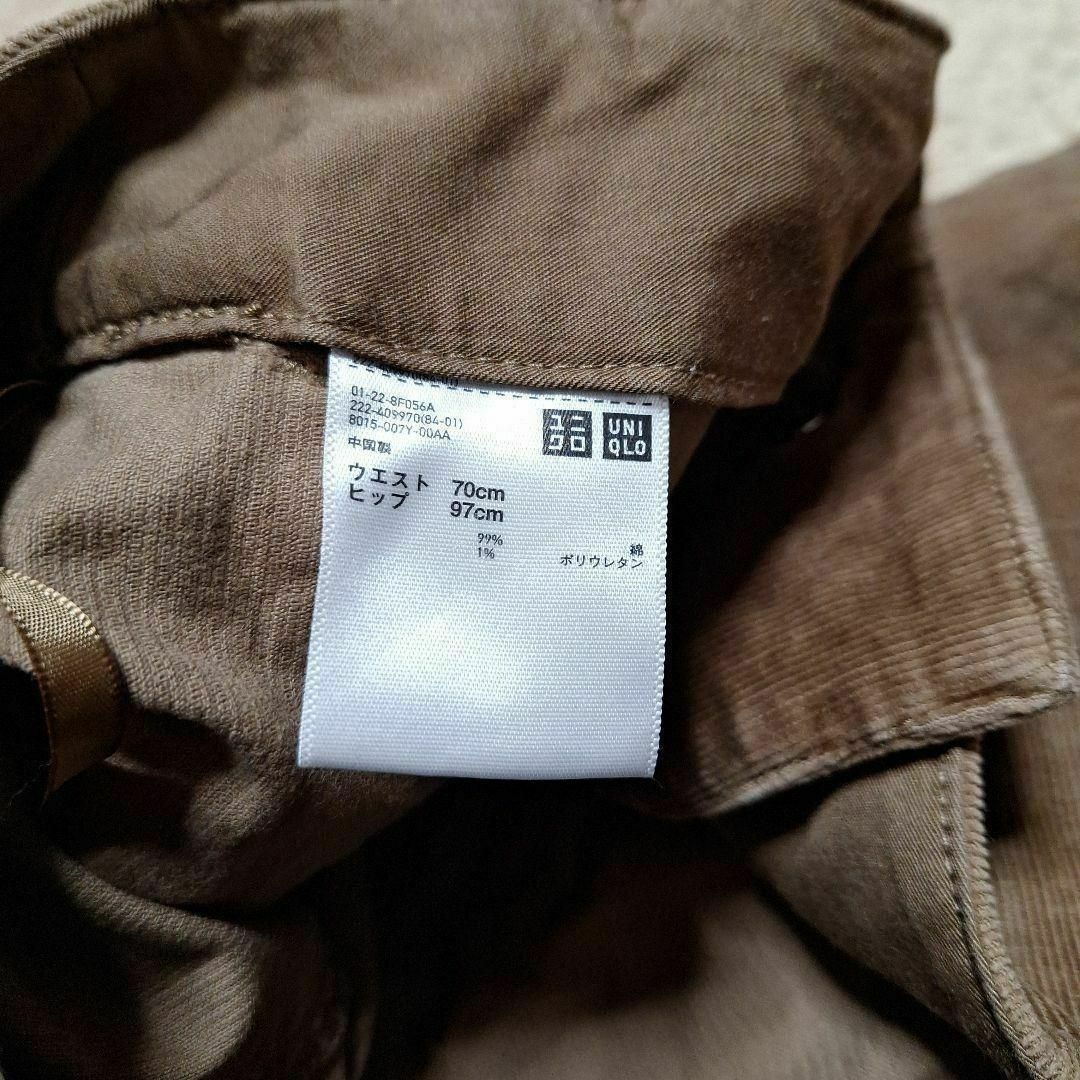 01-22-8F056A
222-409970(84-01)
8015-007Y-00AA
中国製
ユニ
クロ
UNI
QLO
ウエスト 70cm
ヒップ 97cm
99% 綿
1% ポリウレタン